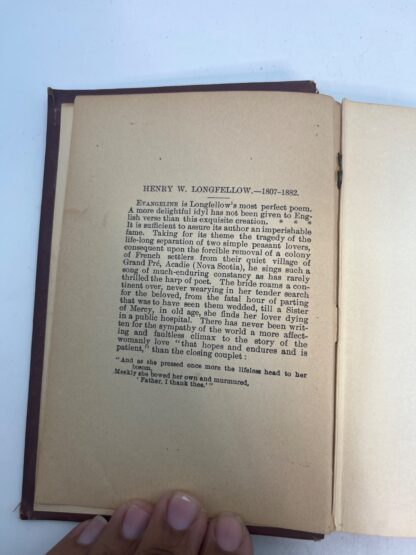 HENRY W. LONGFELLOW.—1807-1882.
EVANGELINE is Longfellow's most perfect poem.
A more delightful idyl has not been given to Eng-
lish verse than this exquisite creation. * * *
It is sufficient to assure its author an imperishable
fame. Taking for its theme the tragedy of the
life-long separation of two simple peasant lovers,
consequent upon the forcible removal of a colony
of French settlers from their quiet village of
Grand Pré, Acadie (Nova Scotia), he sings such a
song of much-enduring constancy as has rarely
thrilled the harp of poet. The bride roams a con-
tinent over, never wearying in her tender search
for the beloved, from the fatal hour of parting
that was to have seen them wedded, till a Sister
of Mercy, in old age, she finds her lover dying
in a public hospital. There has never been writ-
ten for the sympathy of the world a more affect-
ing and faultless climax to the story of the
womanly love "that hopes and endures and is
patient," than the closing couplet:
"And as she pressed once more the lifeless head to her
bosom,
Meekly she bowed her own and murmured,
'Father, I thank thee.'"